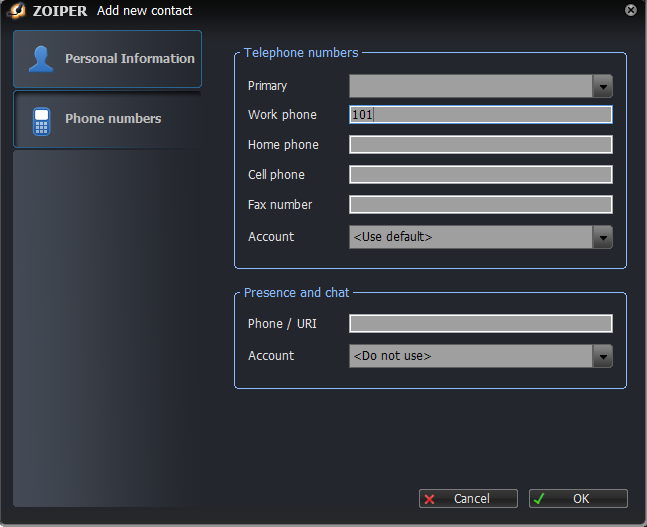 ZOIPER Add new contact
Personal Information
Phone numbers
Telephone numbers
Primary
Work phone 101
Home phone
Cell phone
Fax number
Account <Use default>
Presence and chat
Phone / URI
Account <Do not use>
Cancel OK